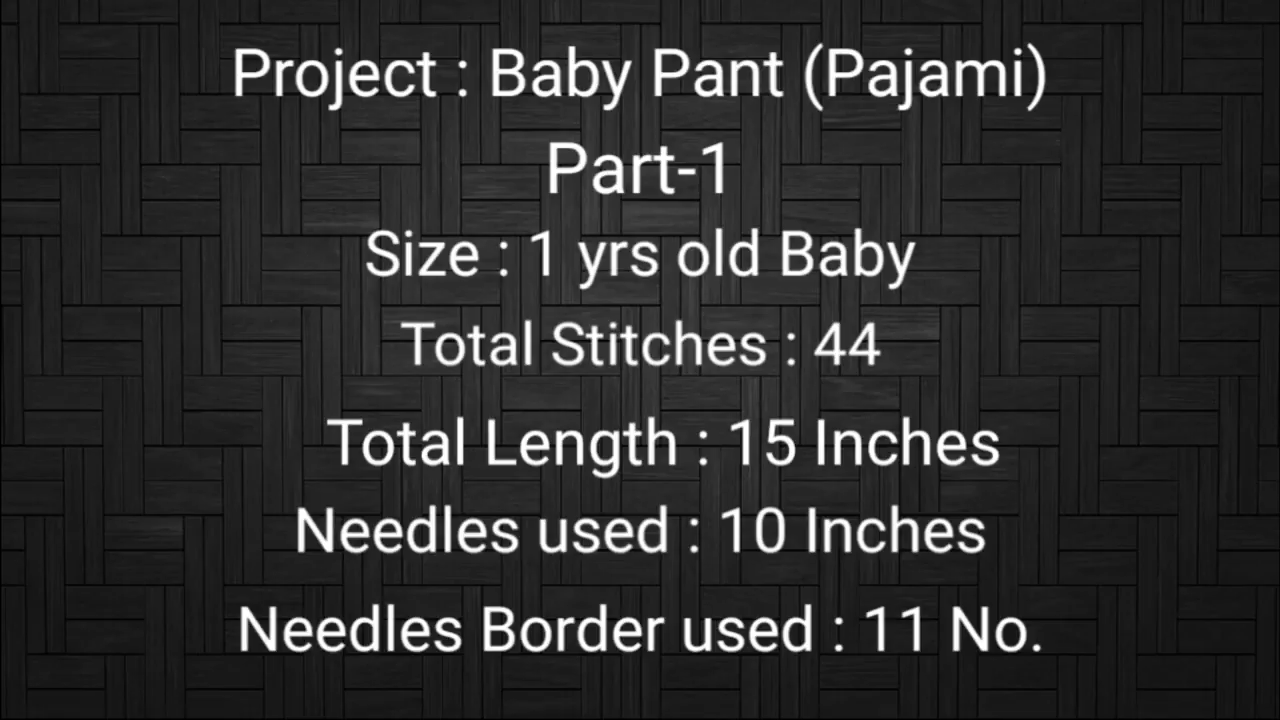 Project : Baby Pant (Pajami)
Part-1
Size : 1 yrs old Baby
Total Stitches : 44
Total Length : 15 Inches
Needles used : 10 Inches
Needles Border used : 11 No.